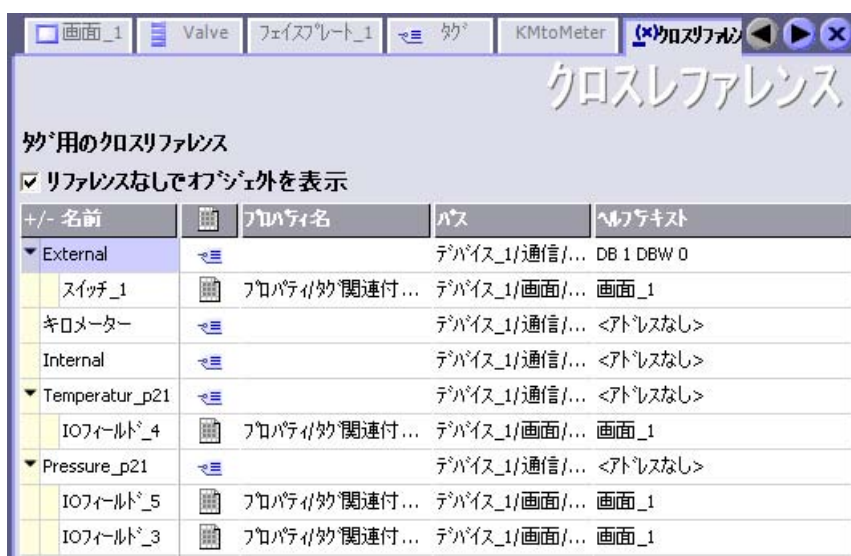 画面_1 Valve フェイスプレート_1 タグ KMtoMeter クロスリファレン
クロスレファレンス
タグ用のクロスリファレンス
リファレンスなしでオブジェクトを表示
+/- 名前 プロパティ名 パス ヘルプテキスト
External デバイス_1/通信/... DB 1 DBW 0
スイッチ_1 プロパティ/タグ関連付... デバイス_1/画面/... 画面_1
キロメーター デバイス_1/通信/... <アドレスなし>
Internal デバイス_1/通信/... <アドレスなし>
Temperatur_p21 デバイス_1/通信/... <アドレスなし>
IOフィールド_4 プロパティ/タグ関連付... デバイス_1/画面/... 画面_1
Pressure_p21 デバイス_1/通信/... <アドレスなし>
IOフィールド_5 プロパティ/タグ関連付... デバイス_1/画面/... 画面_1
IOフィールド_3 プロパティ/タグ関連付... デバイス_1/画面/... 画面_1